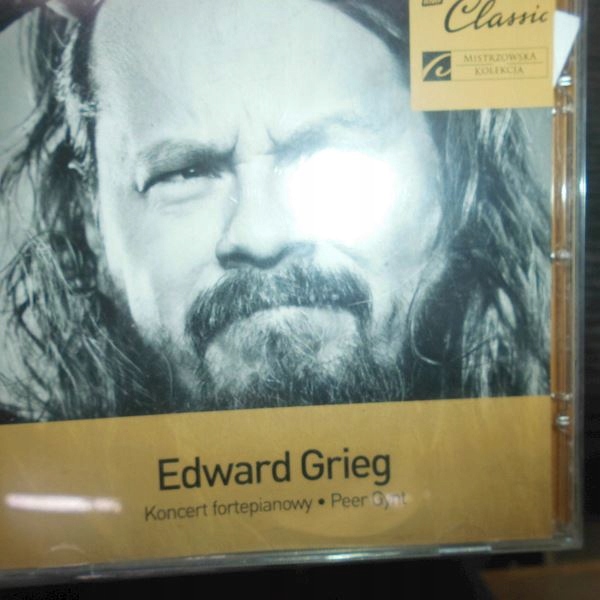 Classic
MISTRZOWSKA
KOLEKCJA
Edward Grieg
Koncert fortepianowy • Peer Gynt